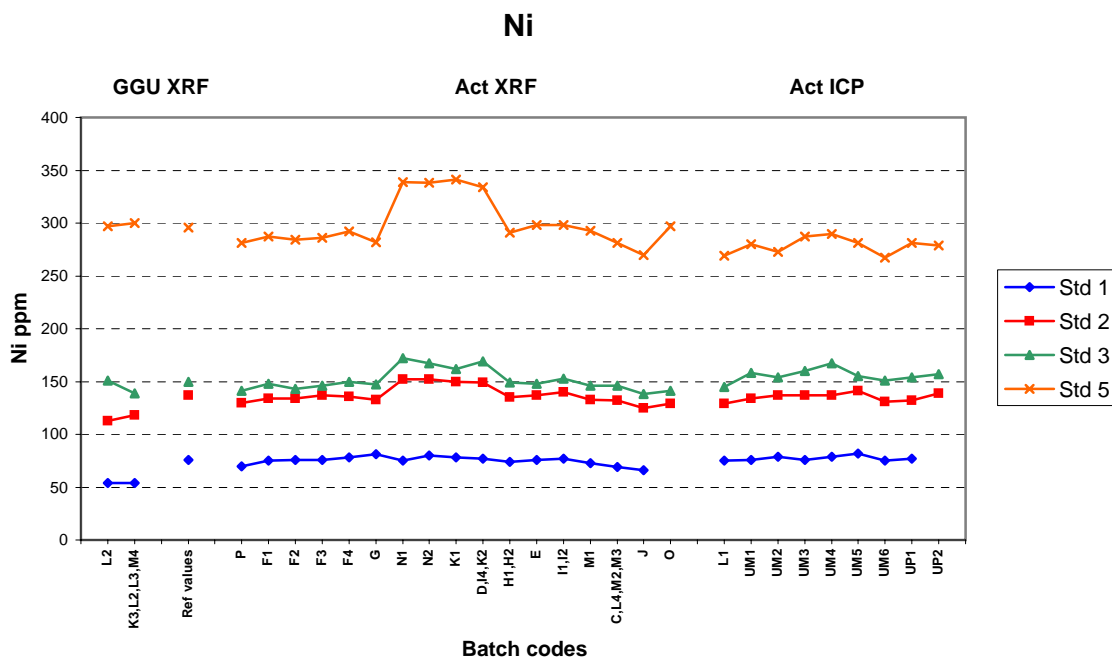 Ni
GGU XRF
Act XRF
Act ICP
400
350
300
250
200
150
100
50
0
Ni ppm
L2
K3,L2,L3,M4
Ref values
P
F1
F2
F3
F4
G
N1
N2
K1
D,I4,K2
H1,H2
E
I1,I2
M1
C,L4,M2,M3
J
O
L1
UM1
UM2
UM3
UM4
UM5
UM6
UP1
UP2
Batch codes
Std 1
Std 2
Std 3
Std 5